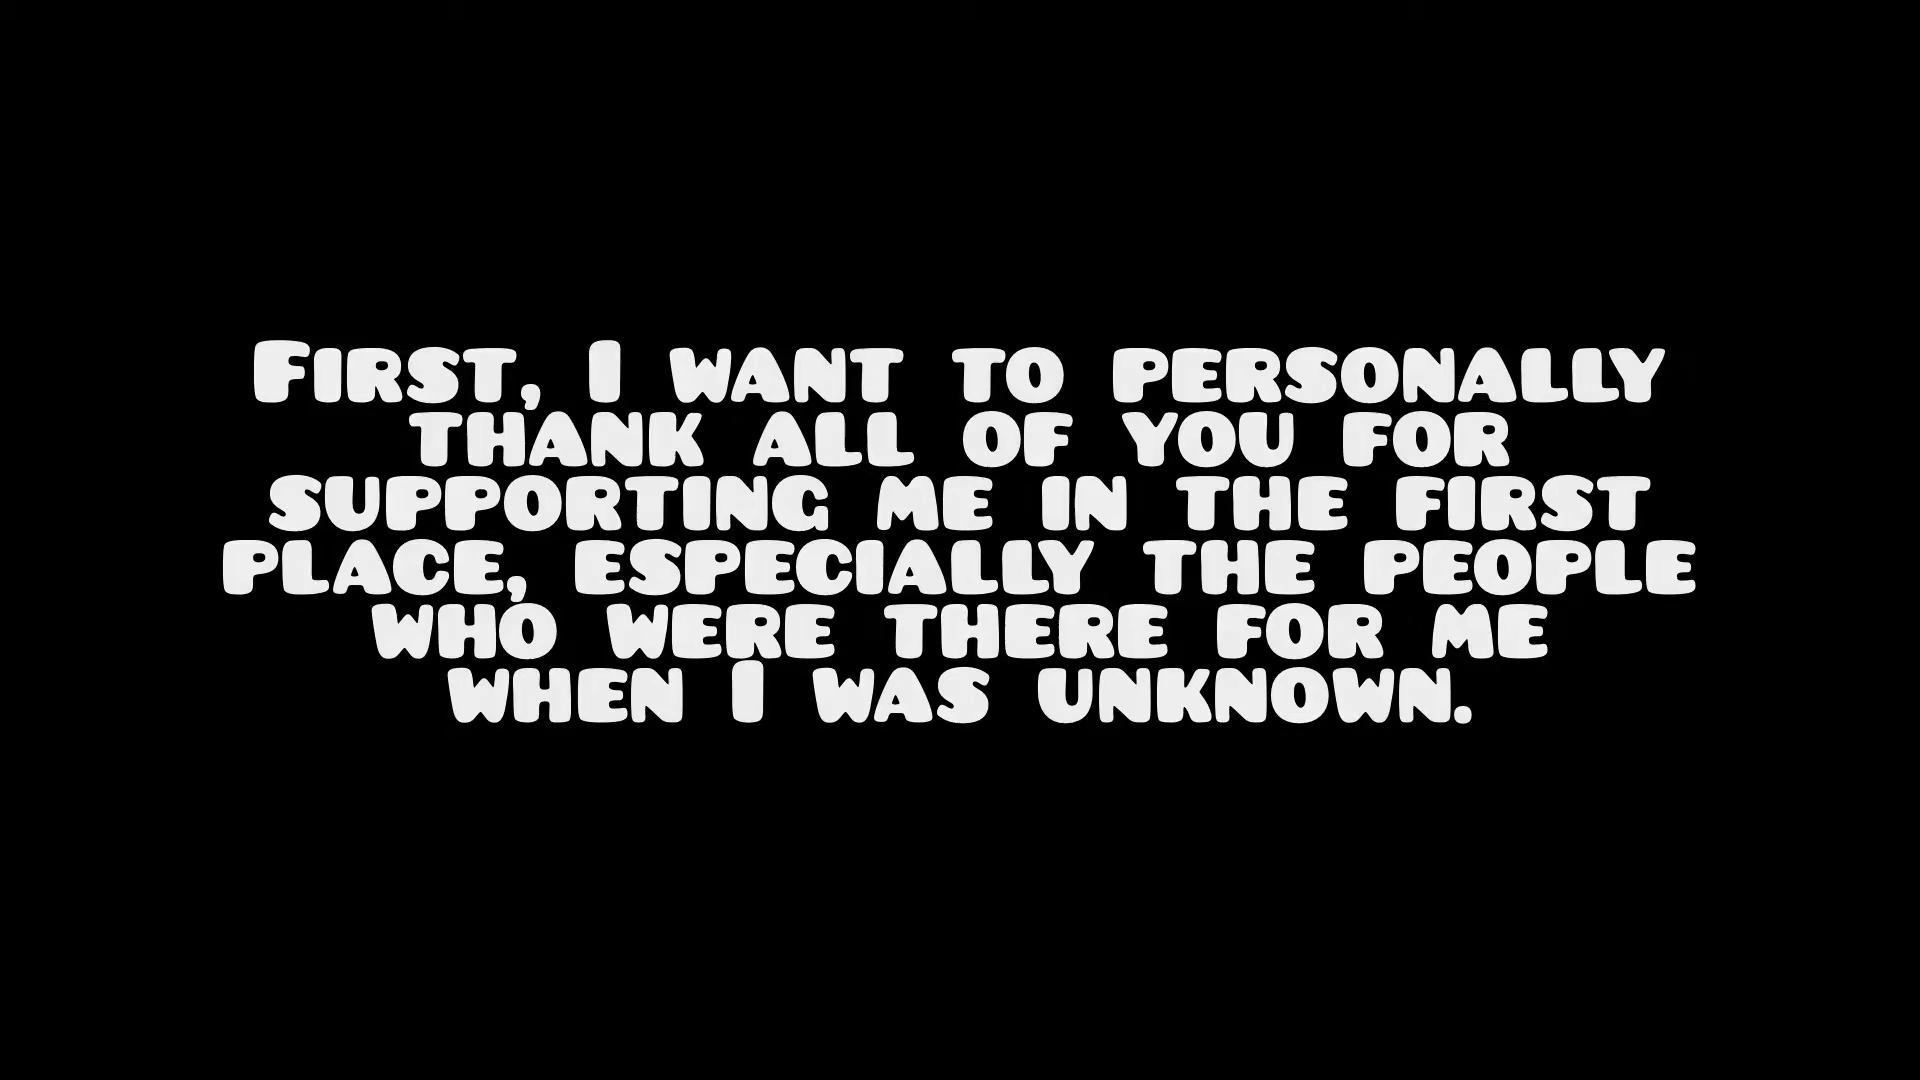 First, I want to personally
thank all of you for
supporting me in the first
place, especially the people
who were there for me
when I was unknown.